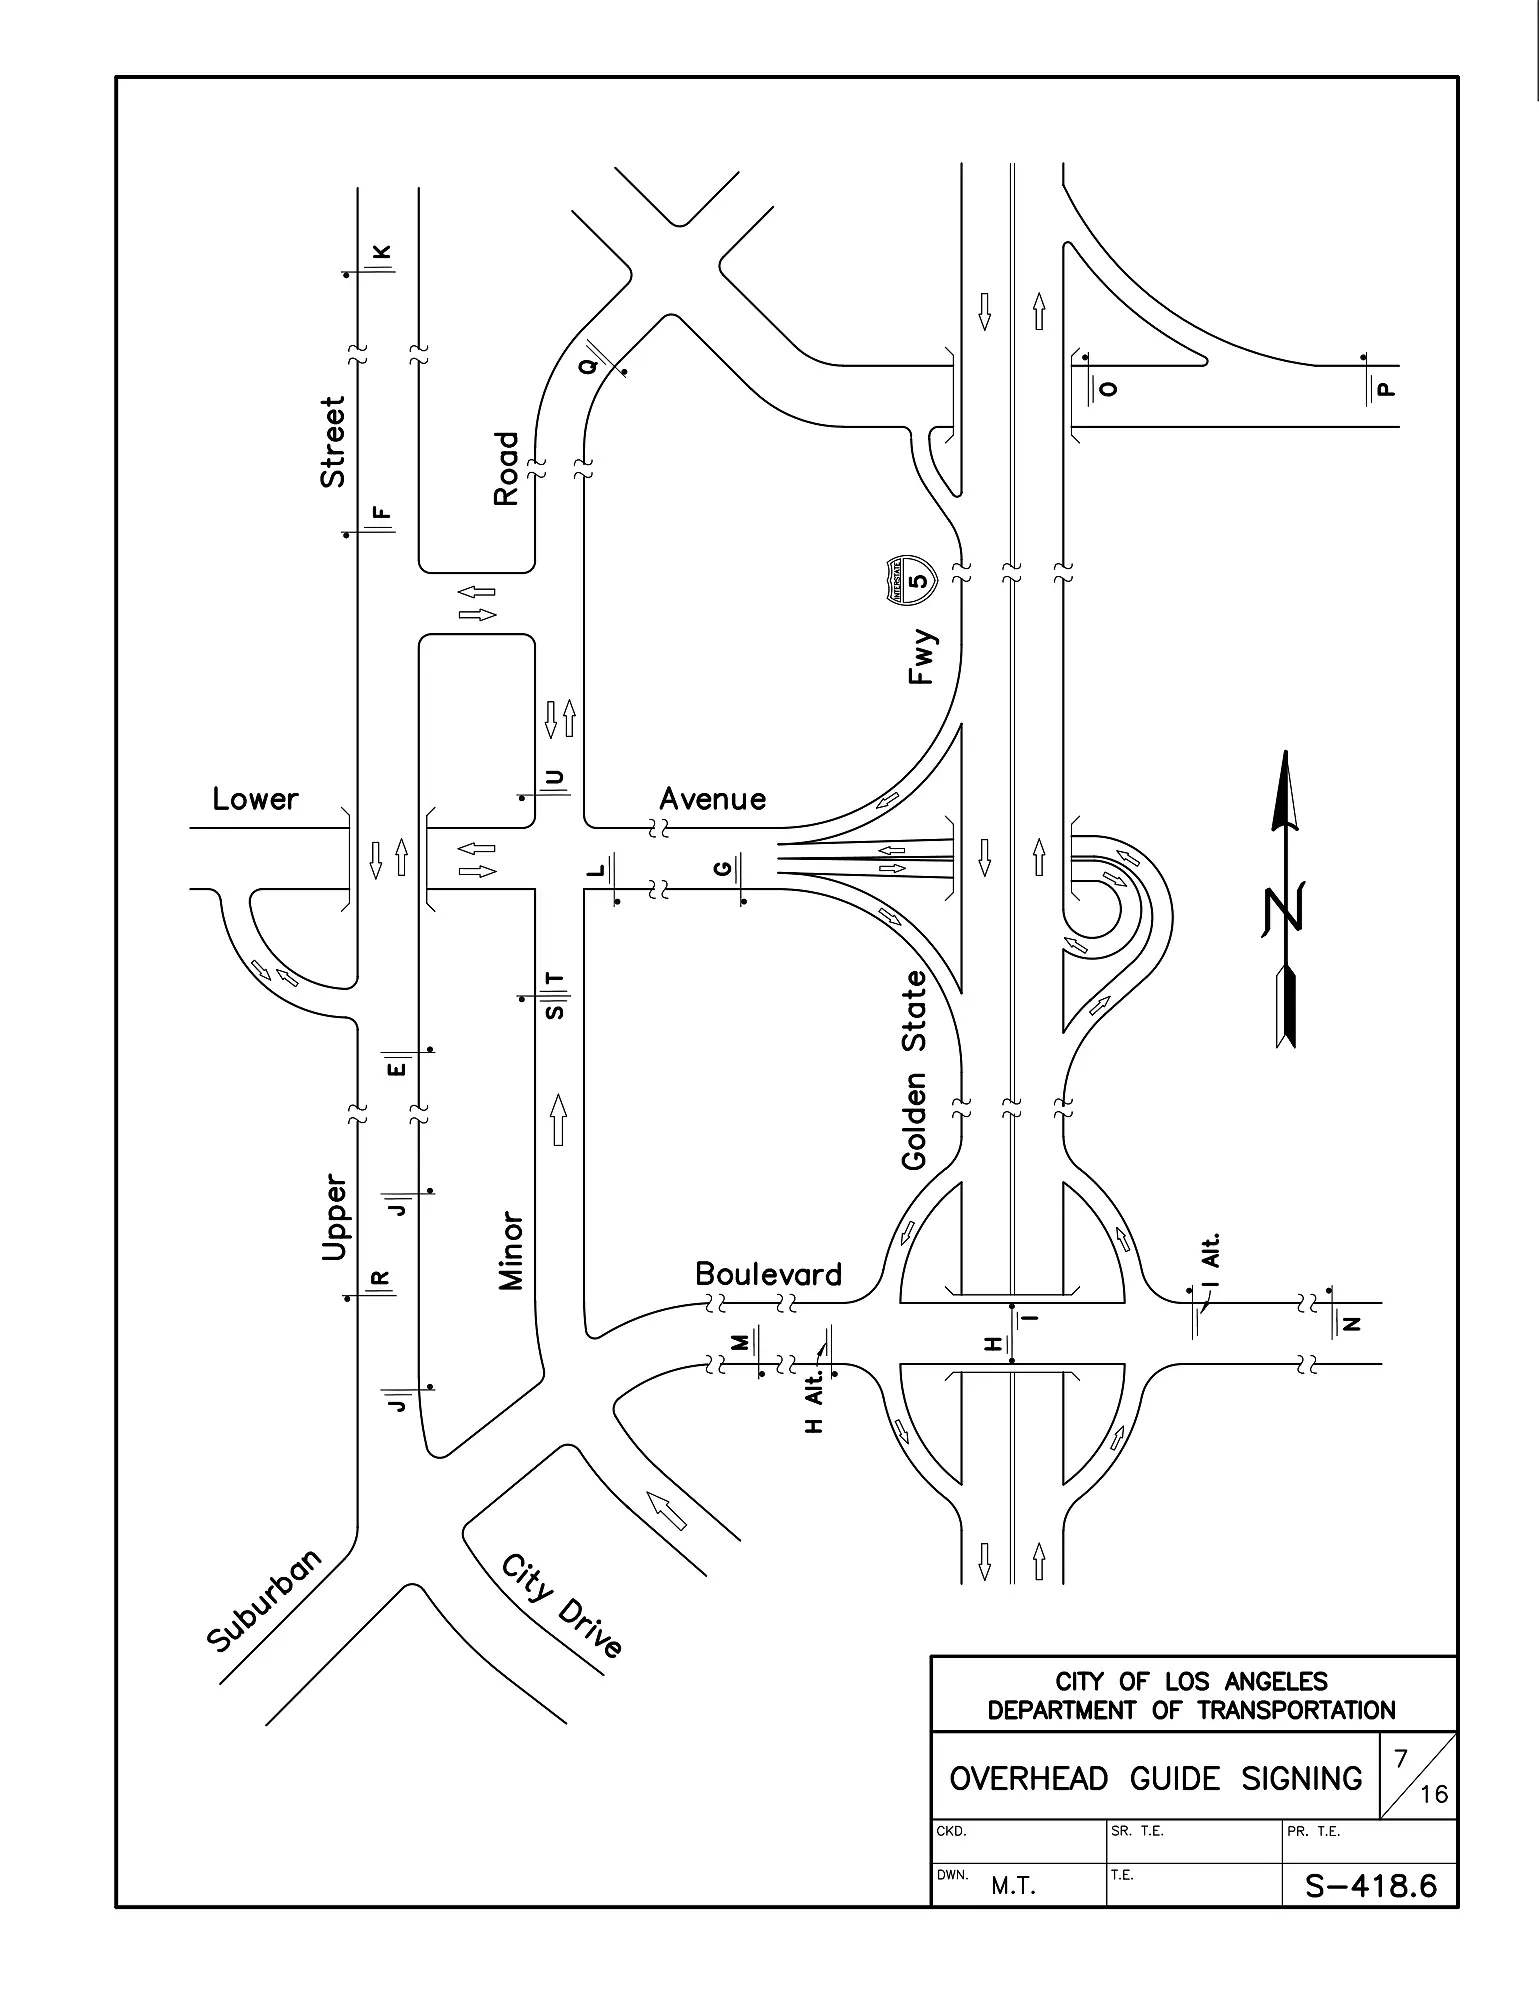 K
Q
O
P
Street
Road
F
INTERSTATE
5
Fwy
U
Lower
Avenue
L
G
N
S T
Golden State
E
Upper
J
Minor
R
Boulevard
I Alt.
M
H
I
N
H Alt.
J
Suburban
City Drive
CITY OF LOS ANGELES
DEPARTMENT OF TRANSPORTATION
OVERHEAD GUIDE SIGNING
7/16
CKD.
SR. T.E.
PR. T.E.
DWN. M.T.
T.E.
S-418.6